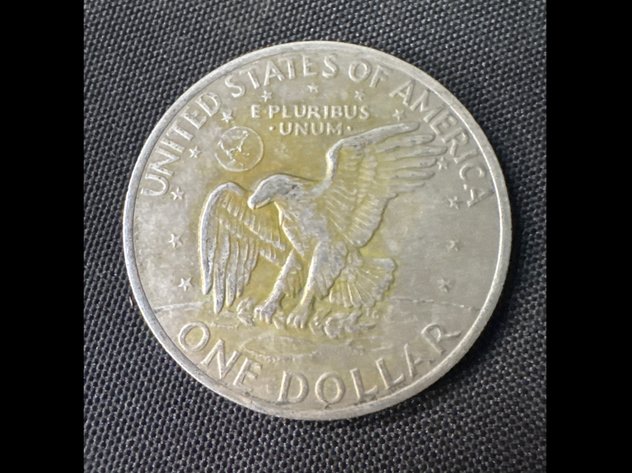 UNITED STATES OF AMERICA
E·PLURIBUS
·UNUM·
ONE DOLLAR